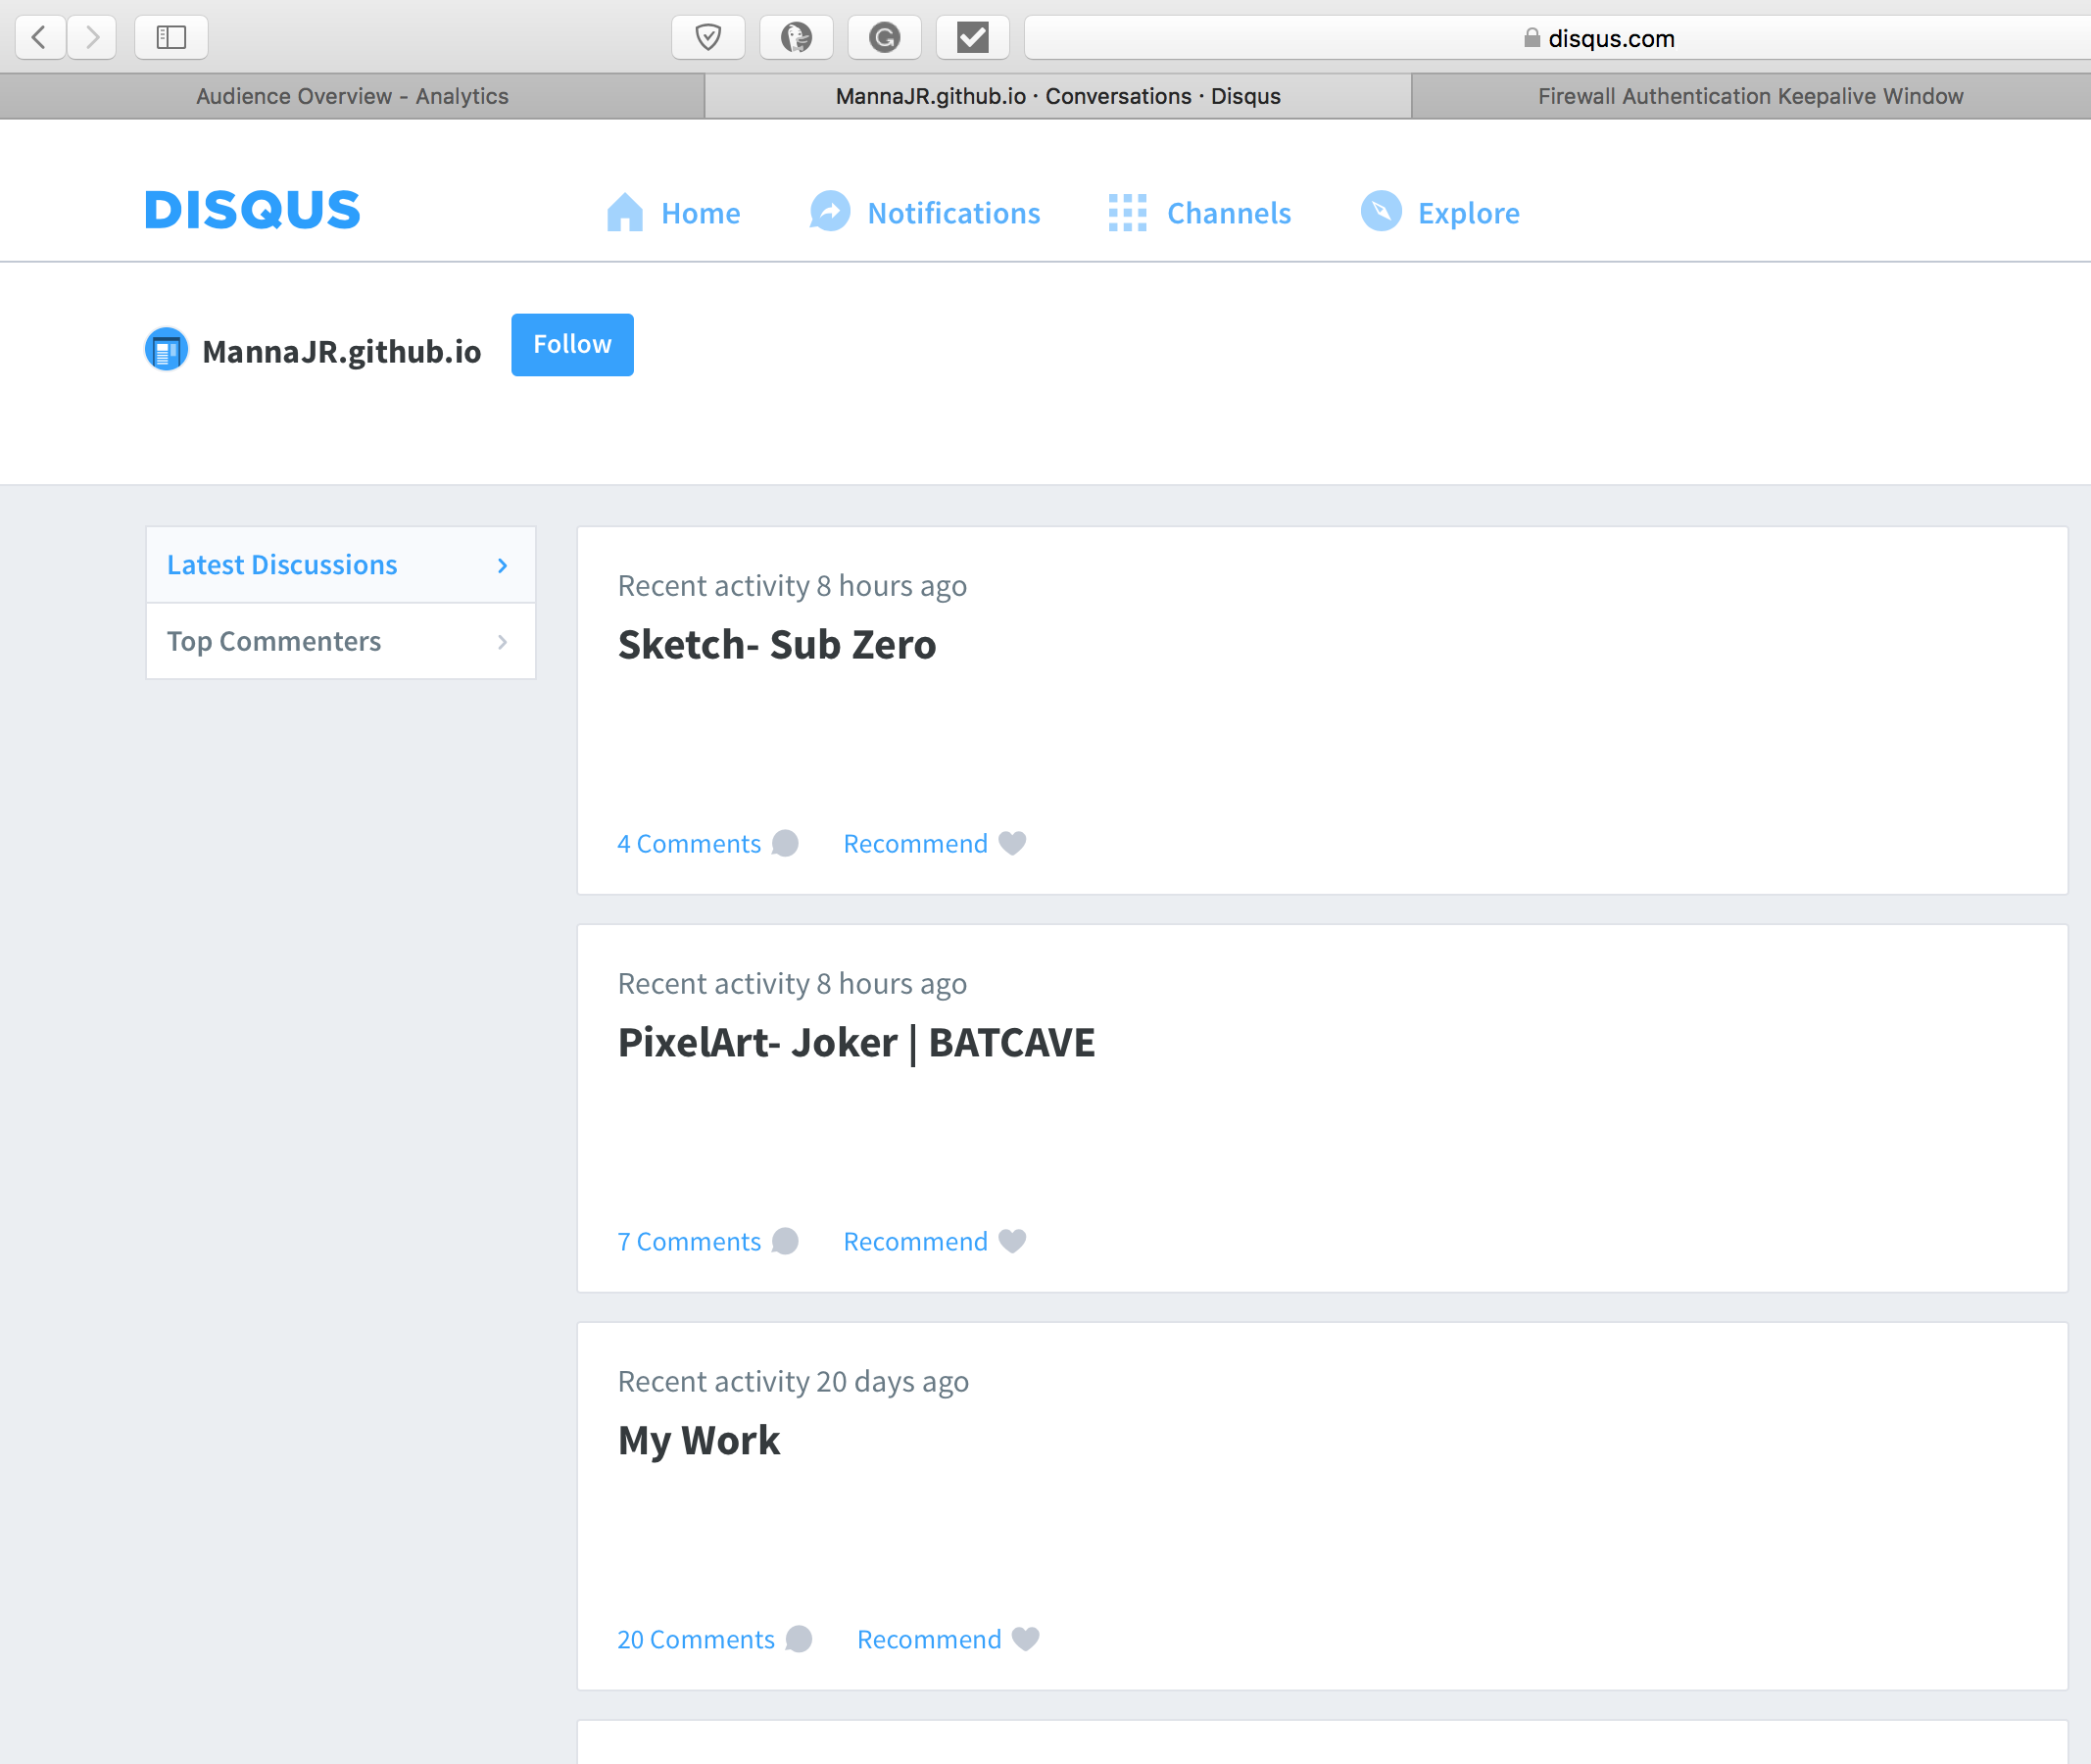 disqus.com
Audience Overview - Analytics
MannaJR.github.io · Conversations · Disqus
Firewall Authentication Keepalive Window
DISQUS
Home
Notifications
Channels
Explore
MannaJR.github.io
Follow
Latest Discussions
Top Commenters
Recent activity 8 hours ago
Sketch- Sub Zero
4 Comments
Recommend
Recent activity 8 hours ago
PixelArt- Joker | BATCAVE
7 Comments
Recommend
Recent activity 20 days ago
My Work
20 Comments
Recommend